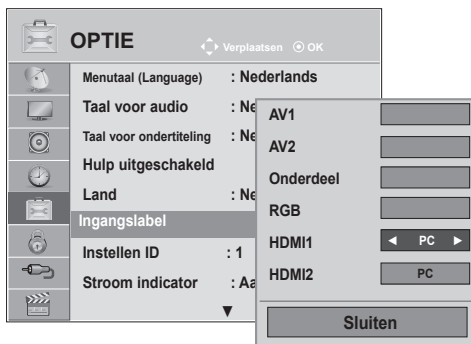 OPTIE
Verplaatsen OK
Menutaal (Language) : Nederlands
Taal voor audio : Ne
Taal voor ondertiteling : Ne
Hulp uitgeschakeld
Land : Ne
Ingangslabel
Instellen ID : 1
Stroom indicator : Aa
▼
AV1
AV2
Onderdeel
RGB
HDMI1 ◀ PC ▶
HDMI2 PC
Sluiten